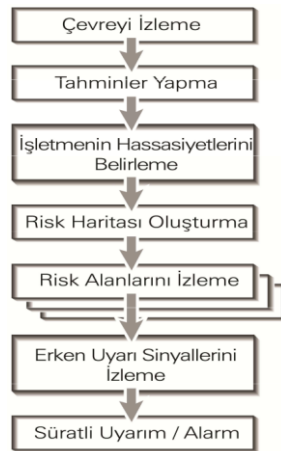 Çevreyi İzleme
Tahminler Yapma
İşletmenin Hassasiyetlerini
Belirleme
Risk Haritası Oluşturma
Risk Alanlarını İzleme
Erken Uyarı Sinyallerini
İzleme
Süratli Uyarım / Alarm